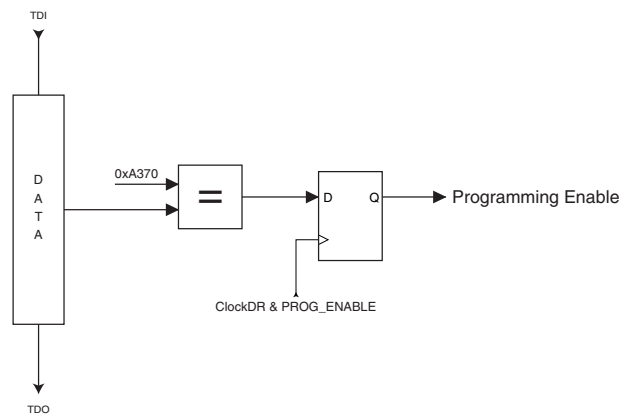 TDI
D
A
T
A
0xA370
=
D
Q
Programming Enable
ClockDR & PROG_ENABLE
TDO